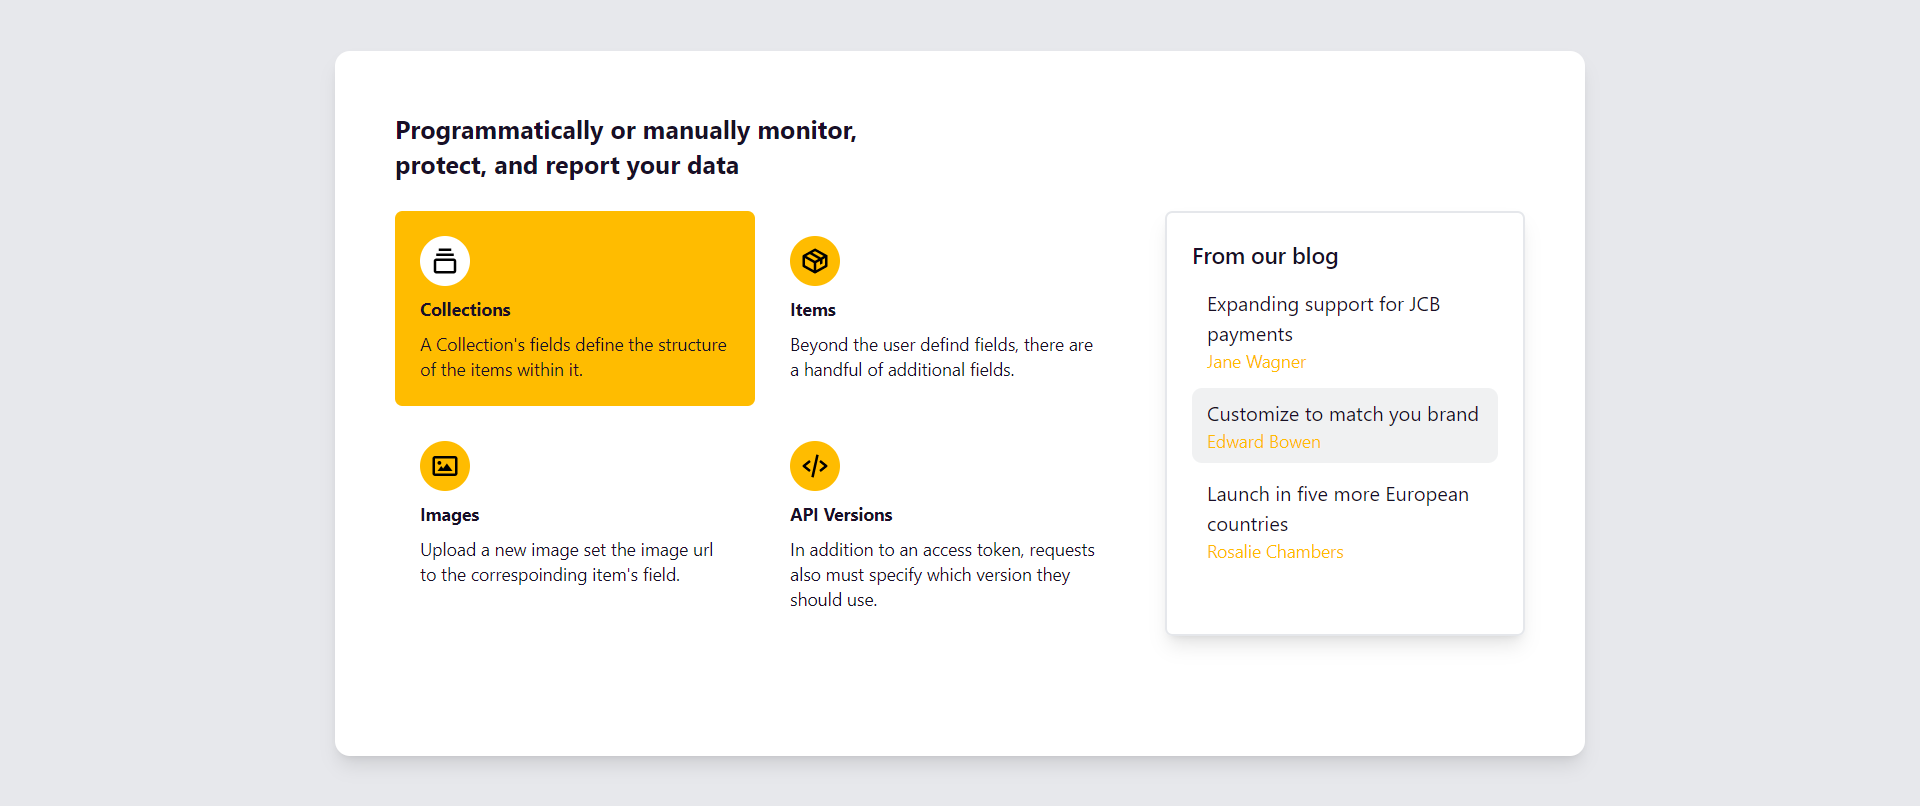 Programmatically or manually monitor,
protect, and report your data
Collections
A Collection's fields define the structure
of the items within it.
Items
Beyond the user defind fields, there are
a handful of additional fields.
Images
Upload a new image set the image url
to the correspoinding item's field.
API Versions
In addition to an access token, requests
also must specify which version they
should use.
From our blog
Expanding support for JCB
payments
Jane Wagner
Customize to match you brand
Edward Bowen
Launch in five more European
countries
Rosalie Chambers